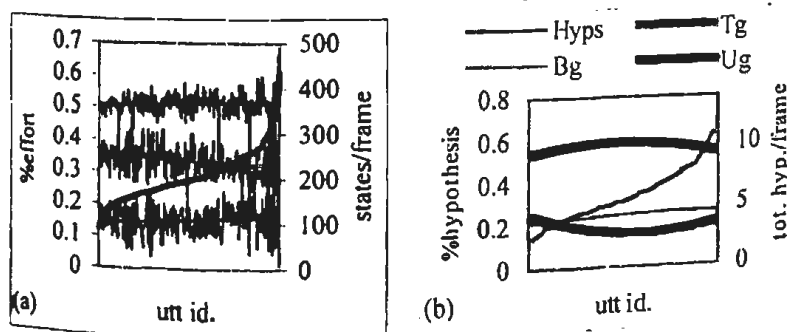 0.7
0.6
0.5
0.4
0.3
0.2
0.1
0
%effort
500
400
300
200
100
0
states/frame
(a)
utt id.
Hyps
Bg
Tg
Ug
0.8
0.6
0.4
0.2
0
%hypothesis
10
5
0
tot. hyp./frame
(b)
utt id.